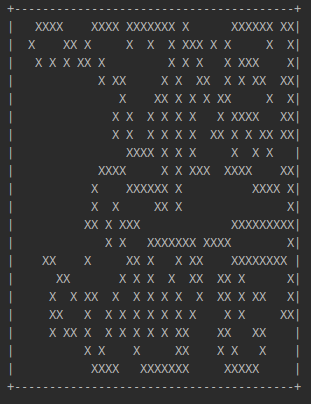 +----------------------------------------+
|   XXXX    XXXX XXXXXXX X      XXXXXX XX|
|  X    XX X     X  X  X XXX X X     X  X|
|   X X X XX X         X X X   X XXX    X|
|            X XX     X X  XX  X X XX  XX|
|               X    XX X X X XX     X  X|
|              X X  X X X X   X XXXX   XX|
|              X X  X X X X  XX X X XX XX|
|                XXXX X X X     X  X X   |
|            XXXX     X X XXX  XXXX    XX|
|           X    XXXXXX X          XXXX X|
|           X  X     XX X               X|
|          XX X XXX             XXXXXXXXX|
|             X X   XXXXXXX XXXX        X|
|    XX    X     XX X   X XX    XXXXXXXX |
|      XX       X X X  X XX  XX X       X|
|     X  X XX  X  X X X X  X  XX X XX   X|
|     XX   X  X X X X X XXXXX   X X    XX|
|     X XX X  X X X X XX     XX   XX     |
|          X X    X     XX    X X   X    |
|           XXXX   XXXXXXX     XXXXX     |
+----------------------------------------+